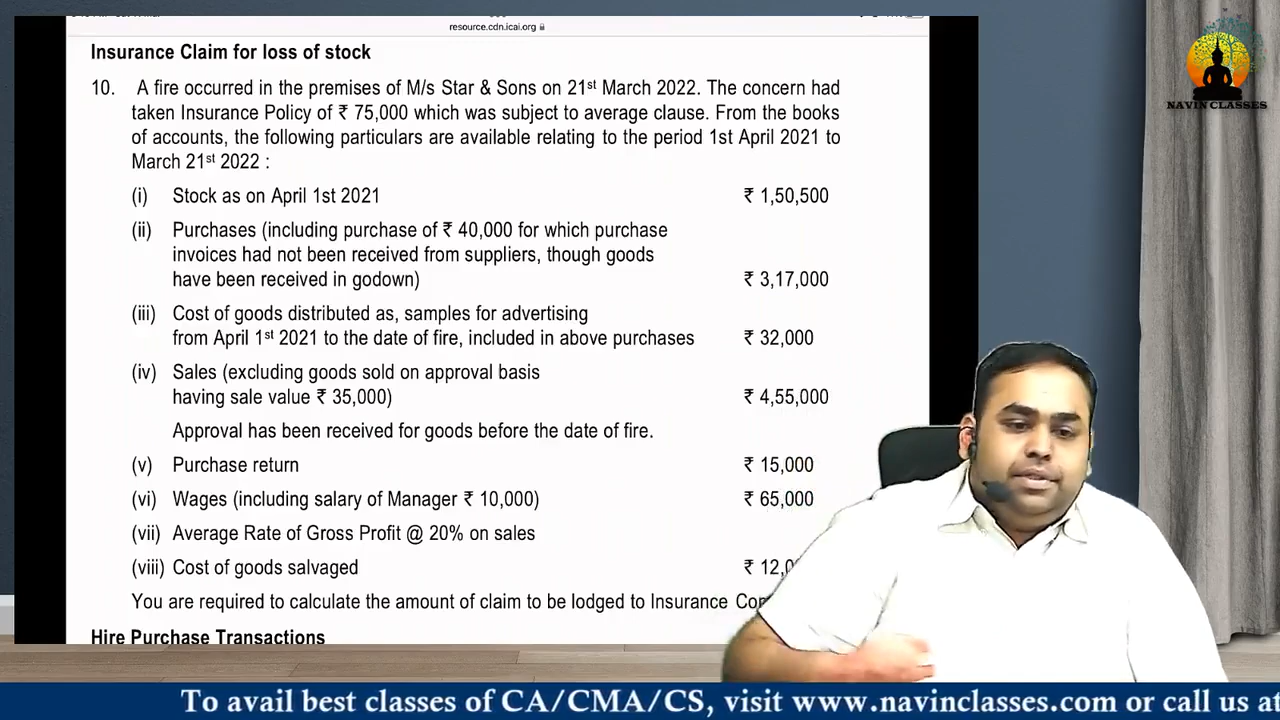 resource.cdn.icai.org
Insurance Claim for loss of stock
10. A fire occurred in the premises of M/s Star & Sons on 21st March 2022. The concern had
taken Insurance Policy of ₹ 75,000 which was subject to average clause. From the books
of accounts, the following particulars are available relating to the period 1st April 2021 to
March 21st 2022 :
(i) Stock as on April 1st 2021 ₹ 1,50,500
(ii) Purchases (including purchase of ₹ 40,000 for which purchase
invoices had not been received from suppliers, though goods
have been received in godown) ₹ 3,17,000
(iii) Cost of goods distributed as, samples for advertising
from April 1st 2021 to the date of fire, included in above purchases ₹ 32,000
(iv) Sales (excluding goods sold on approval basis
having sale value ₹ 35,000) ₹ 4,55,000
Approval has been received for goods before the date of fire.
(v) Purchase return ₹ 15,000
(vi) Wages (including salary of Manager ₹ 10,000) ₹ 65,000
(vii) Average Rate of Gross Profit @ 20% on sales
(viii) Cost of goods salvaged ₹
You are required to calculate the amount of claim to be lodged to Insurance
Hire Purchase Transactions
NAVIN CLASSES
To avail best classes of CA/CMA/CS, visit www.navinclasses.com or call us at